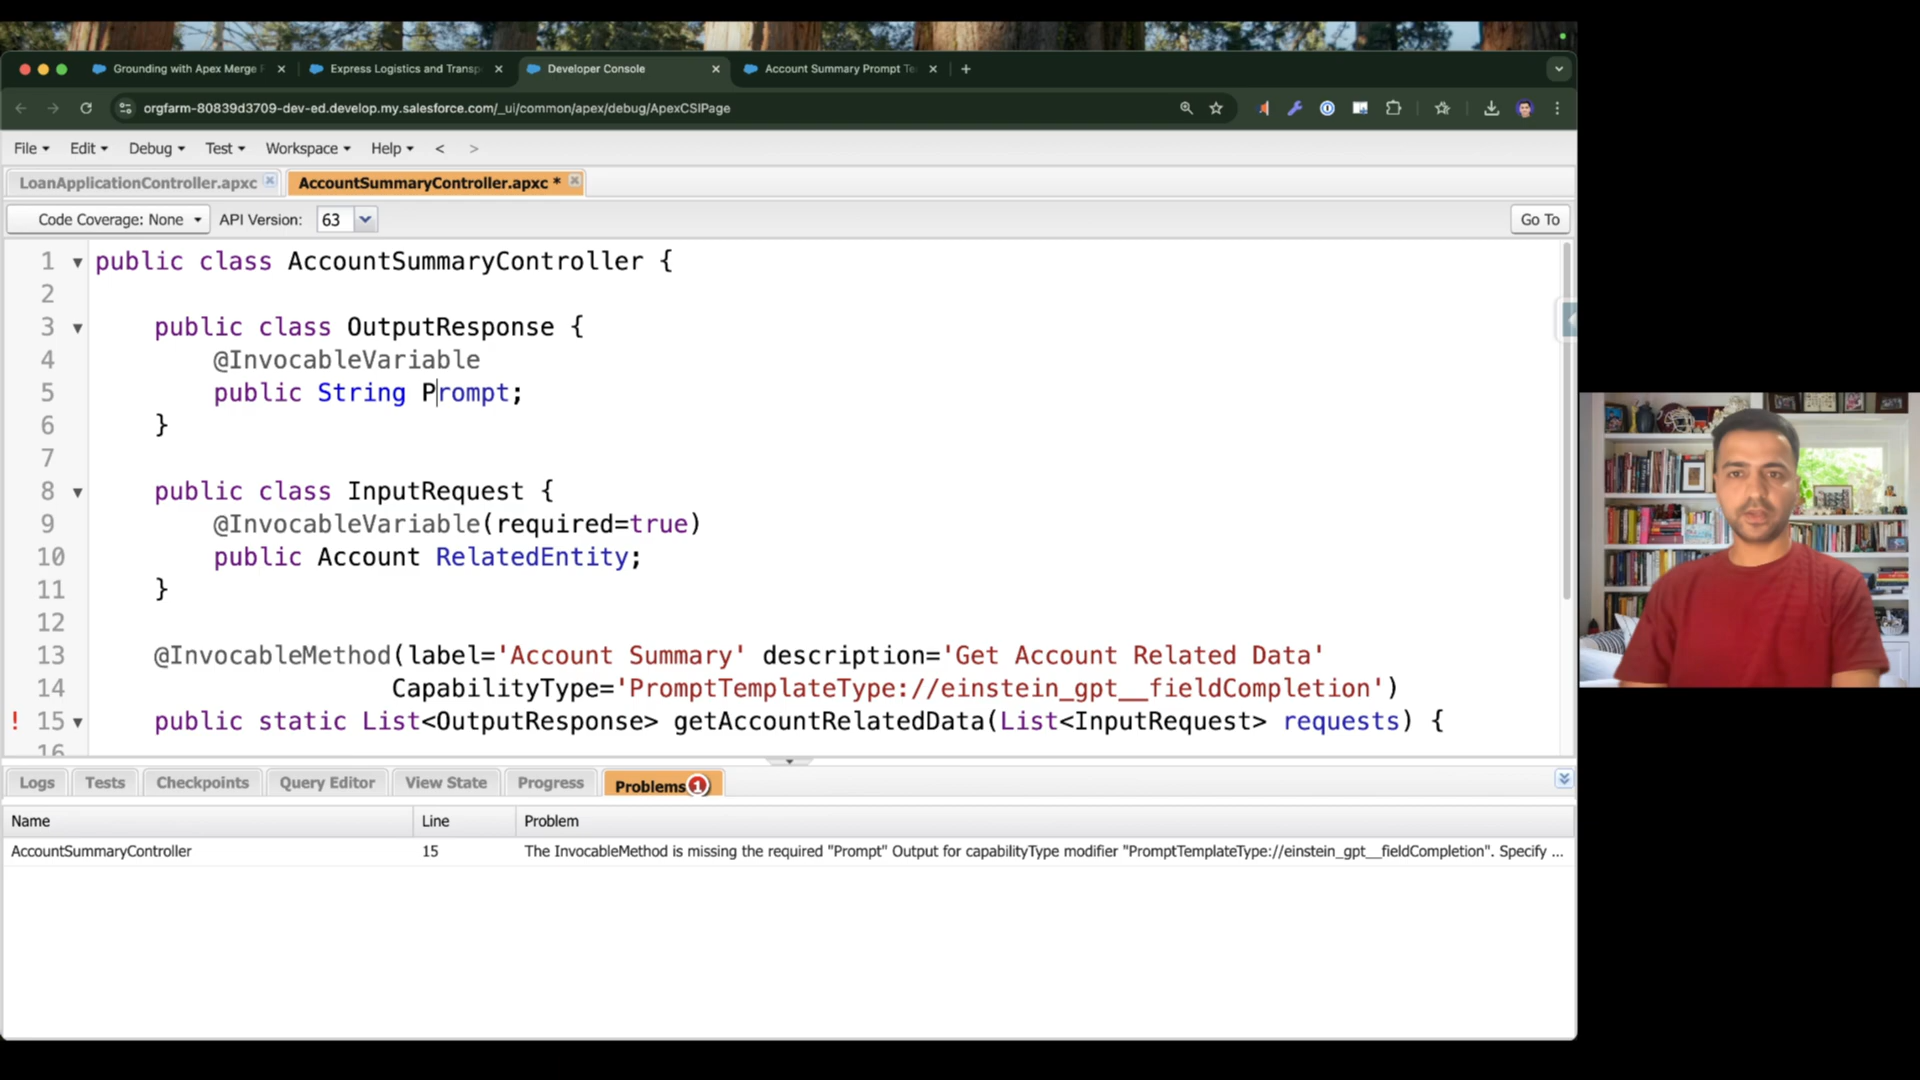 Grounding with Apex Merge F
Express Logistics and Transp
Developer Console
Account Summary Prompt Te
orgfarm-80839d3709-dev-ed.develop.my.salesforce.com/_ui/common/apex/debug/ApexCSIPage
File Edit Debug Test Workspace Help < >
LoanApplicationController.apxc
AccountSummaryController.apxc *
Code Coverage: None API Version: 63 Go To
1 public class AccountSummaryController {
2
3 public class OutputResponse {
4 @InvocableVariable
5 public String Prompt;
6 }
7
8 public class InputRequest {
9 @InvocableVariable(required=true)
10 public Account RelatedEntity;
11 }
12
13 @InvocableMethod(label='Account Summary' description='Get Account Related Data'
14 CapabilityType='PromptTemplateType://einstein_gpt__fieldCompletion')
! 15 public static List<OutputResponse> getAccountRelatedData(List<InputRequest> requests) {
16
Logs Tests Checkpoints Query Editor View State Progress Problems 1
Name Line Problem
AccountSummaryController 15 The InvocableMethod is missing the required "Prompt" Output for capabilityType modifier "PromptTemplateType://einstein_gpt__fieldCompletion". Specify ...